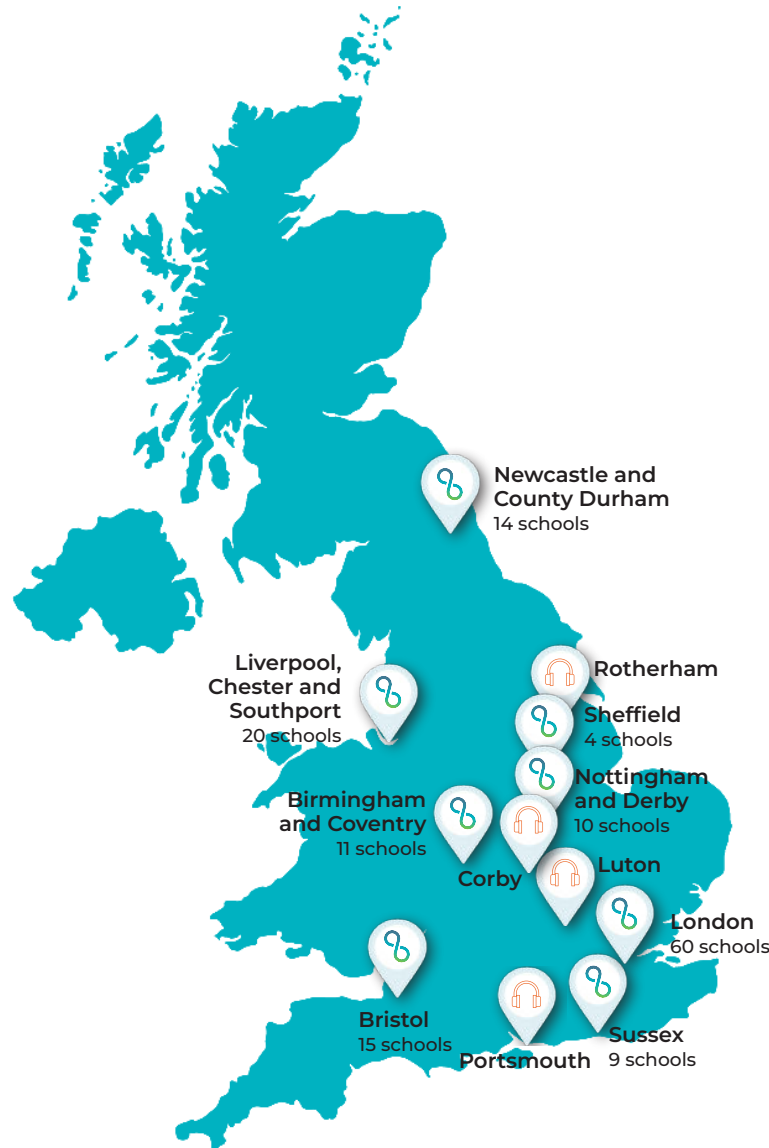 Newcastle and
County Durham
14 schools
Liverpool,
Chester and
Southport
20 schools
Rotherham
Sheffield
4 schools
Nottingham
and Derby
10 schools
Birmingham
and Coventry
11 schools
Corby
Luton
London
60 schools
Bristol
15 schools
Portsmouth
Sussex
9 schools